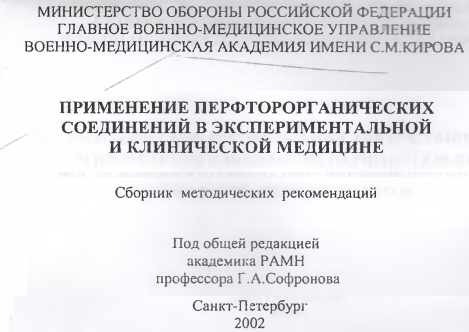 МИНИСТЕРСТВО ОБОРОНЫ РОССИЙСКОЙ ФЕДЕРАЦИИ
ГЛАВНОЕ ВОЕННО-МЕДИЦИНСКОЕ УПРАВЛЕНИЕ
ВОЕННО-МЕДИЦИНСКАЯ АКАДЕМИЯ ИМЕНИ С.М.КИРОВА
ПРИМЕНЕНИЕ ПЕРФТОРОРГАНИЧЕСКИХ
СОЕДИНЕНИЙ В ЭКСПЕРИМЕНТАЛЬНОЙ
И КЛИНИЧЕСКОЙ МЕДИЦИНЕ
Сборник методических рекомендаций
Под общей редакцией
академика РАМН
профессора Г.А.Софронова
Санкт-Петербург
2002